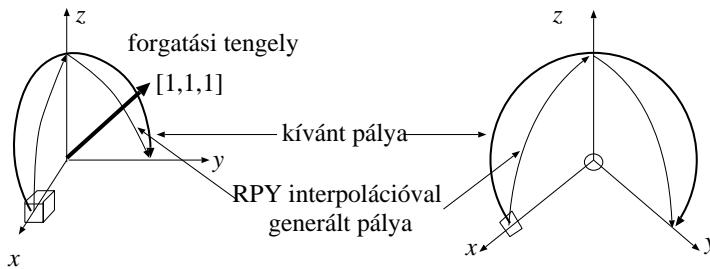 z
forgatási tengely
[1,1,1]
y
x
kívánt pálya
RPY interpolációval
generált pálya
z
x
y